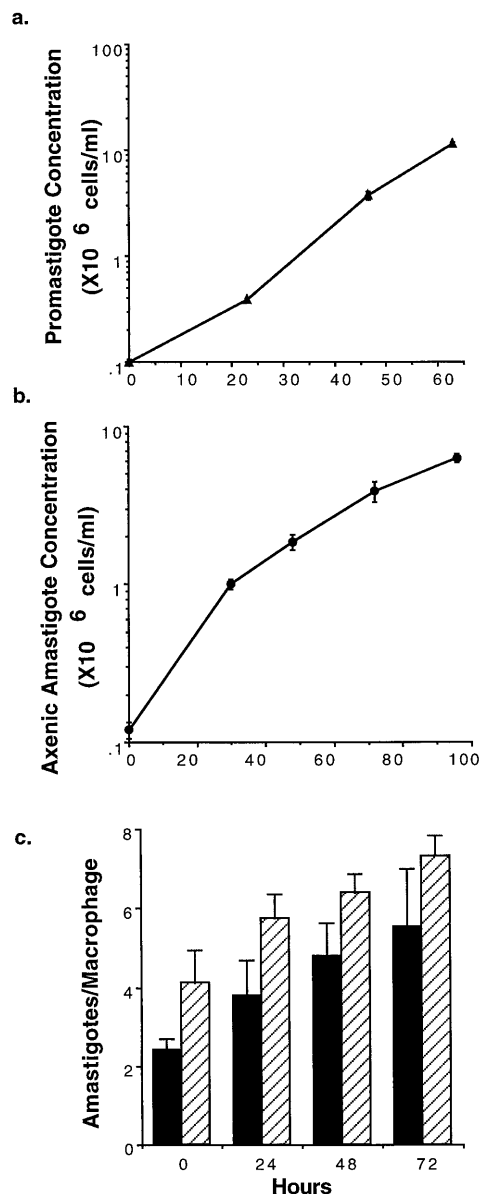 a.
Promastigote Concentration
(X10 6 cells/ml)
100
10
1
.1
0 10 20 30 40 50 60
b.
Axenic Amastigote Concentration
(X10 6 cells/ml)
10
1
.1
0 20 40 60 80 100
c.
Amastigotes/Macrophage
8
6
4
2
0
0 24 48 72
Hours